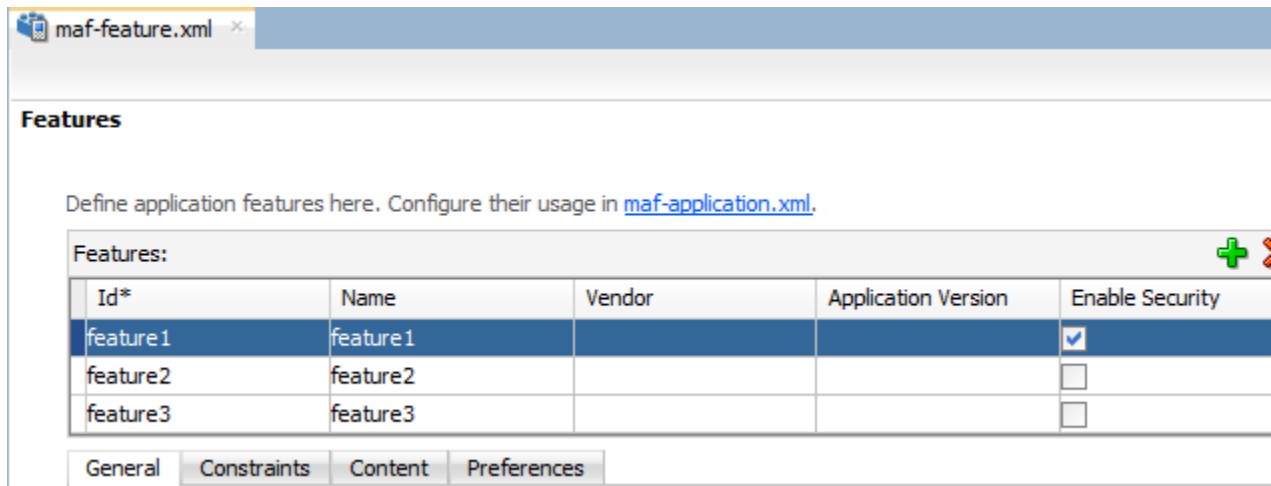 maf-feature.xml
Features
Define application features here. Configure their usage in maf-application.xml.
Features:
Id* Name Vendor Application Version Enable Security
feature1 feature1
feature2 feature2
feature3 feature3
General Constraints Content Preferences